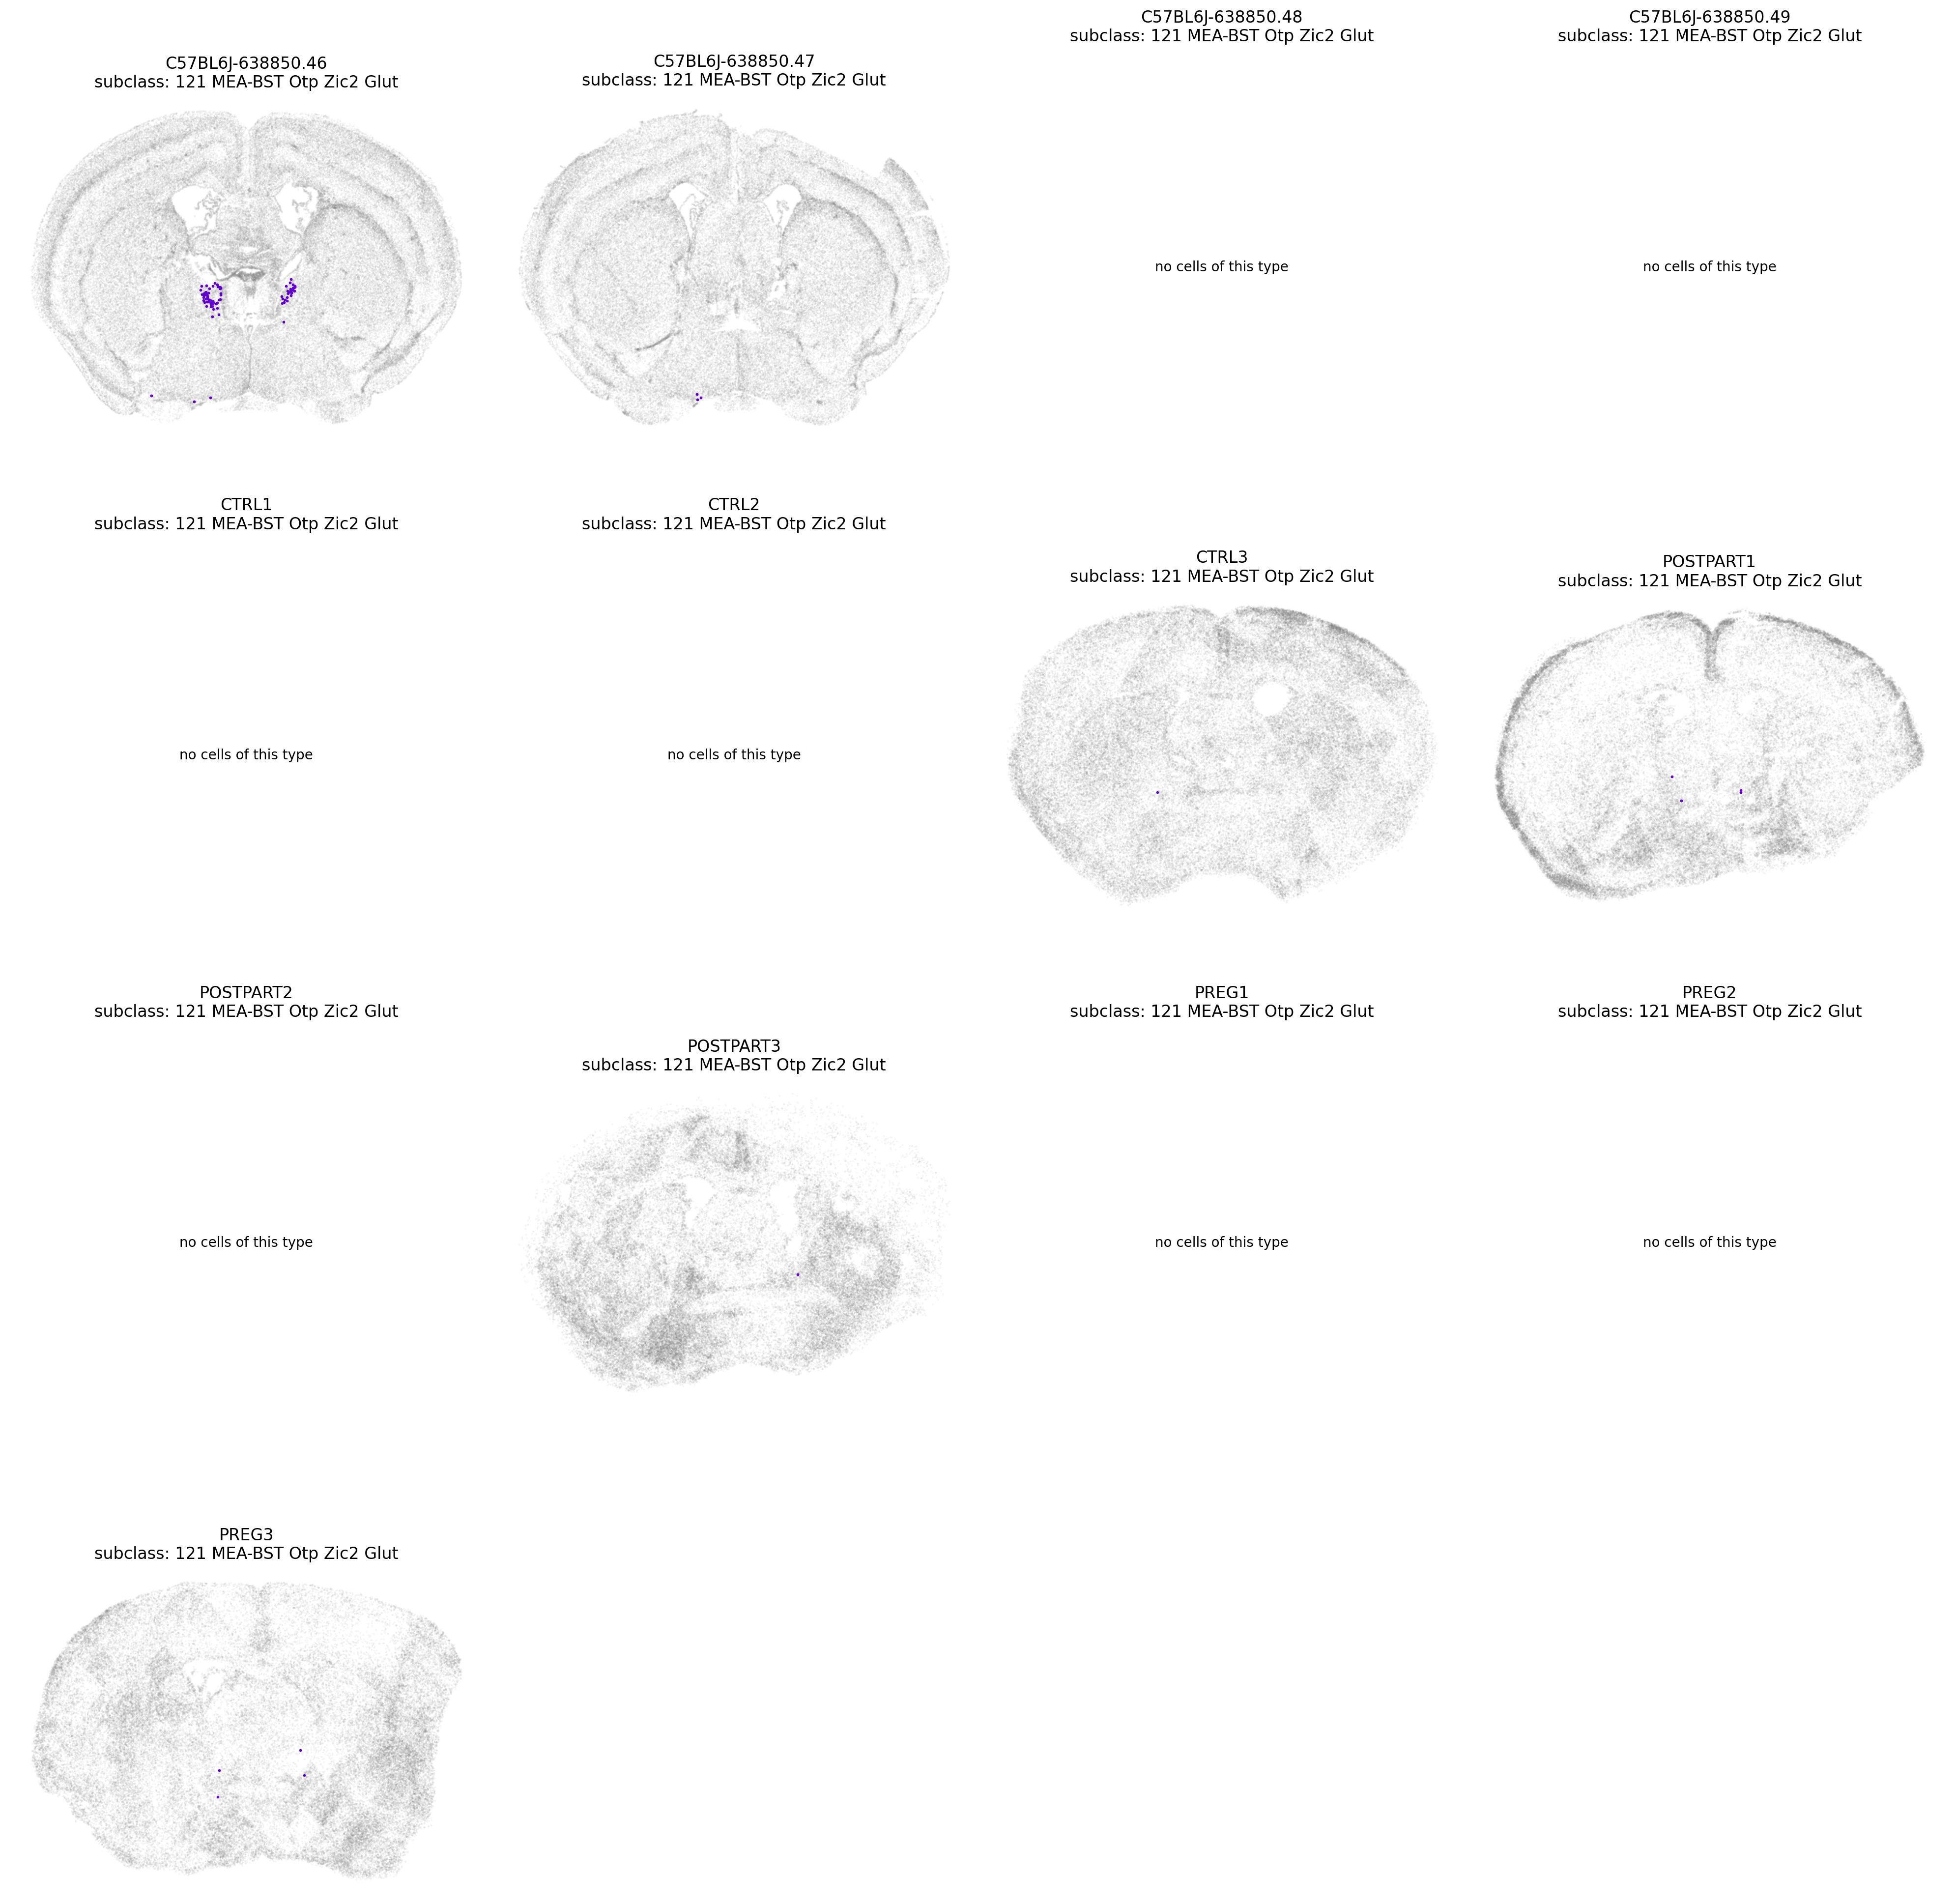 C57BL6J-638850.46
subclass: 121 MEA-BST Otp Zic2 Glut
C57BL6J-638850.47
subclass: 121 MEA-BST Otp Zic2 Glut
C57BL6J-638850.48
subclass: 121 MEA-BST Otp Zic2 Glut
no cells of this type
C57BL6J-638850.49
subclass: 121 MEA-BST Otp Zic2 Glut
no cells of this type
CTRL1
subclass: 121 MEA-BST Otp Zic2 Glut
no cells of this type
CTRL2
subclass: 121 MEA-BST Otp Zic2 Glut
no cells of this type
CTRL3
subclass: 121 MEA-BST Otp Zic2 Glut
POSTPART1
subclass: 121 MEA-BST Otp Zic2 Glut
POSTPART2
subclass: 121 MEA-BST Otp Zic2 Glut
no cells of this type
POSTPART3
subclass: 121 MEA-BST Otp Zic2 Glut
PREG1
subclass: 121 MEA-BST Otp Zic2 Glut
no cells of this type
PREG2
subclass: 121 MEA-BST Otp Zic2 Glut
no cells of this type
PREG3
subclass: 121 MEA-BST Otp Zic2 Glut